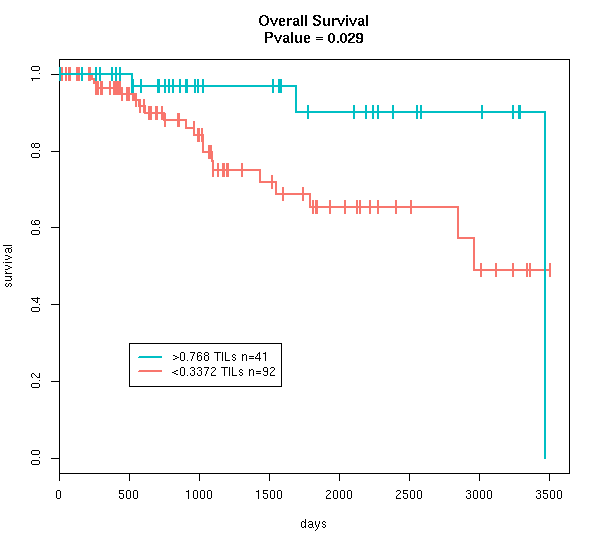 Overall Survival
Pvalue = 0.029
1.0
0.8
0.6
0.4
0.2
0.0
survival
>0.768 TILs n=41
<0.3372 TILs n=92
0 500 1000 1500 2000 2500 3000 3500
days